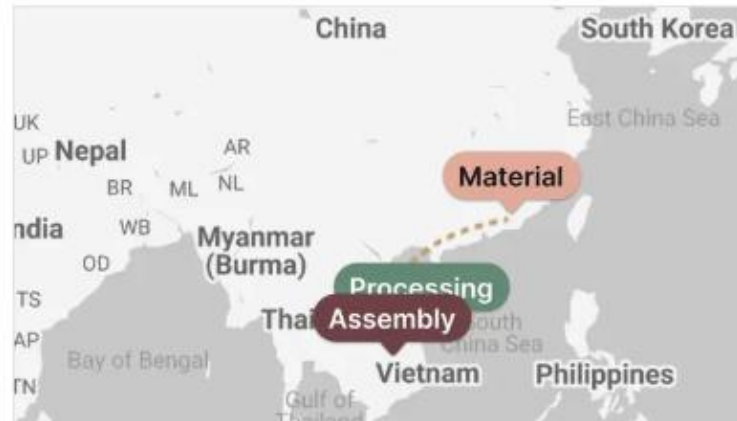 China
South Korea
East China Sea
UK
UP Nepal
AR
BR
ML
NL
Material
ndia
WB
Myanmar
(Burma)
OD
Processing
TS
Thai
Assembly
South
China Sea
AP
Bay of Bengal
Vietnam
Philippines
TN
Gulf of
Thailand